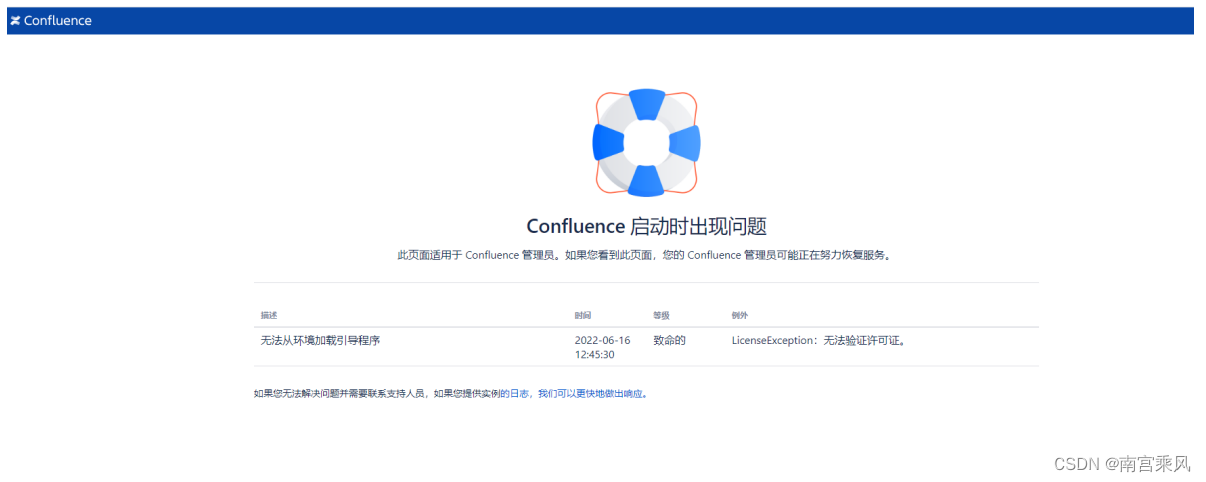 Confluence
Confluence 启动时出现问题
此页面适用于 Confluence 管理员。如果您看到此页面，您的 Confluence 管理员可能正在努力恢复服务。
描述 时间 等级 例外
无法从环境加载引导程序 2022-06-16 致命的 LicenseException：无法验证许可证。
12:45:30
如果您无法解决问题并需要联系支持人员，如果您提供实例的日志，我们可以更快地做出响应。
CSDN @南宫乘风